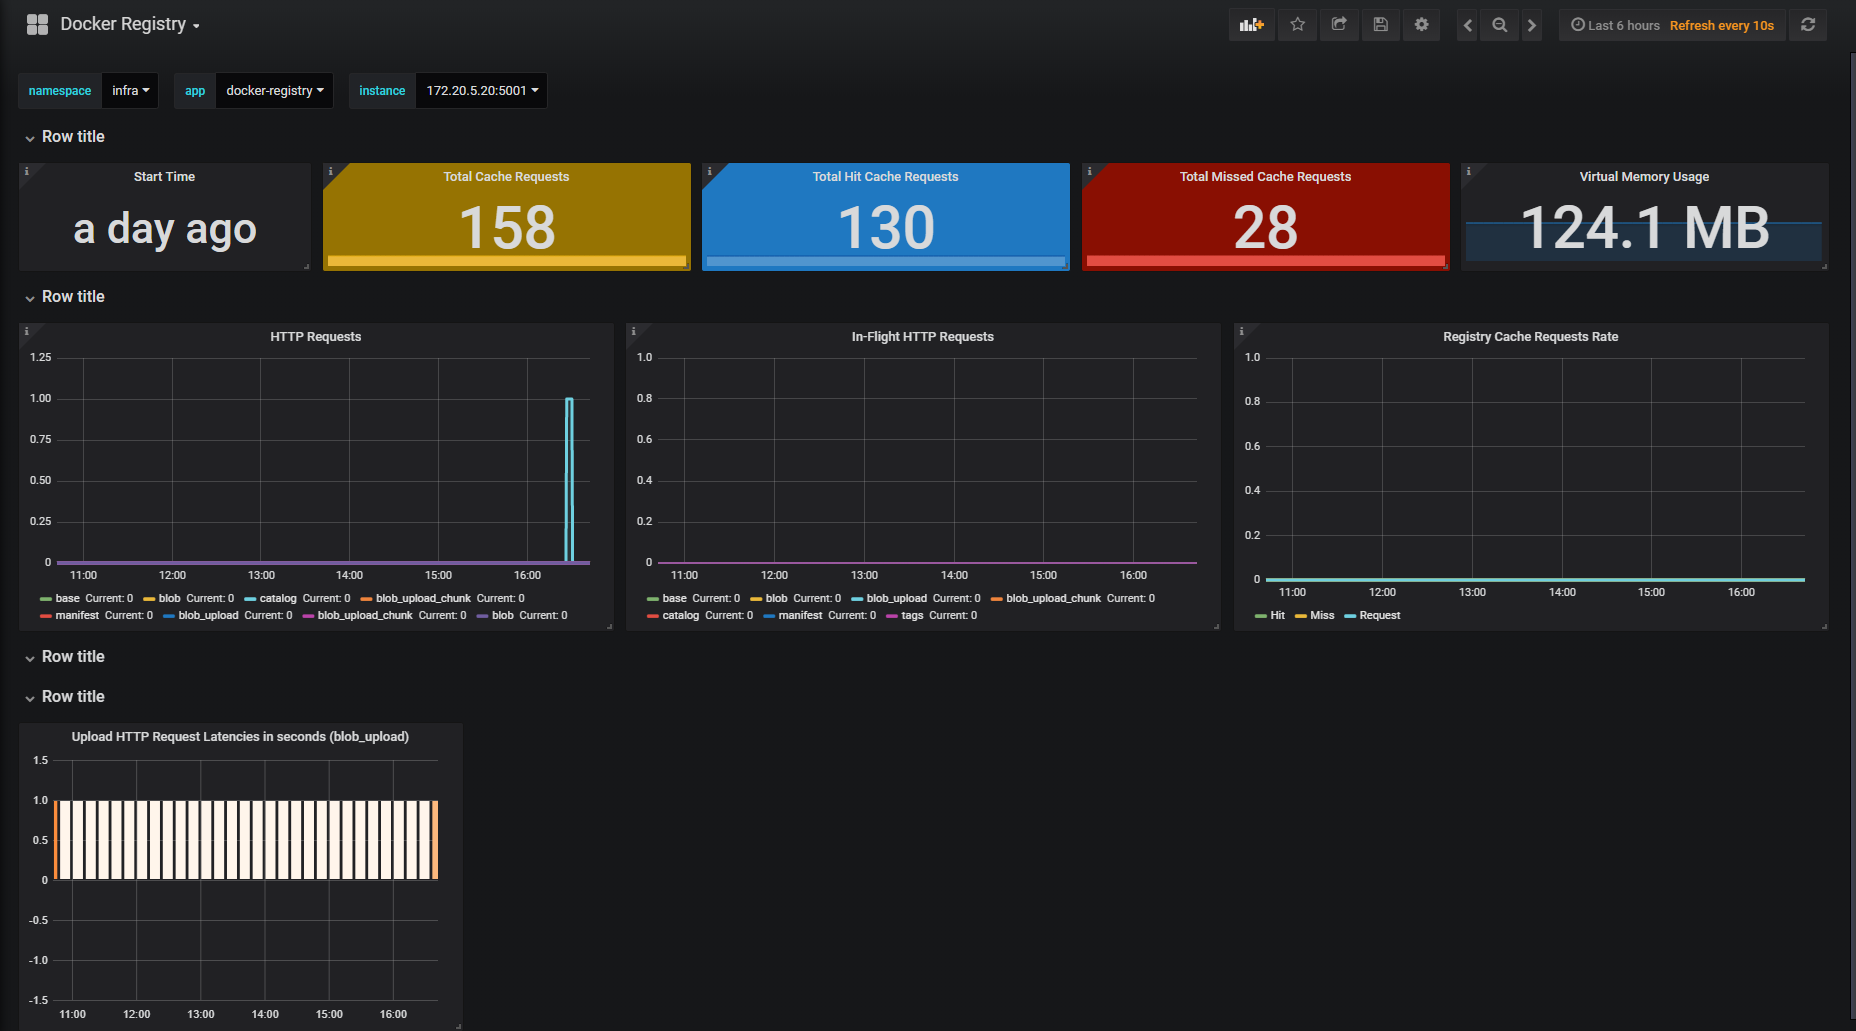 Docker Registry
Last 6 hours Refresh every 10s
namespace infra app docker-registry instance 172.20.5.20:5001
Row title
Start Time
a day ago
Total Cache Requests
158
Total Hit Cache Requests
130
Total Missed Cache Requests
28
Virtual Memory Usage
124.1 MB
Row title
HTTP Requests
1.25
1.00
0.75
0.50
0.25
0
11:00 12:00 13:00 14:00 15:00 16:00
base Current: 0 blob Current: 0 catalog Current: 0 blob_upload_chunk Current: 0
manifest Current: 0 blob_upload Current: 0 blob_upload_chunk Current: 0 blob Current: 0
In-Flight HTTP Requests
1.0
0.8
0.6
0.4
0.2
0
11:00 12:00 13:00 14:00 15:00 16:00
base Current: 0 blob Current: 0 blob_upload Current: 0 blob_upload_chunk Current: 0
catalog Current: 0 manifest Current: 0 tags Current: 0
Registry Cache Requests Rate
1.0
0.8
0.6
0.4
0.2
0
11:00 12:00 13:00 14:00 15:00 16:00
Hit Miss Request
Row title
Row title
Upload HTTP Request Latencies in seconds (blob_upload)
1.5
1.0
0.5
0
-0.5
-1.0
-1.5
11:00 12:00 13:00 14:00 15:00 16:00